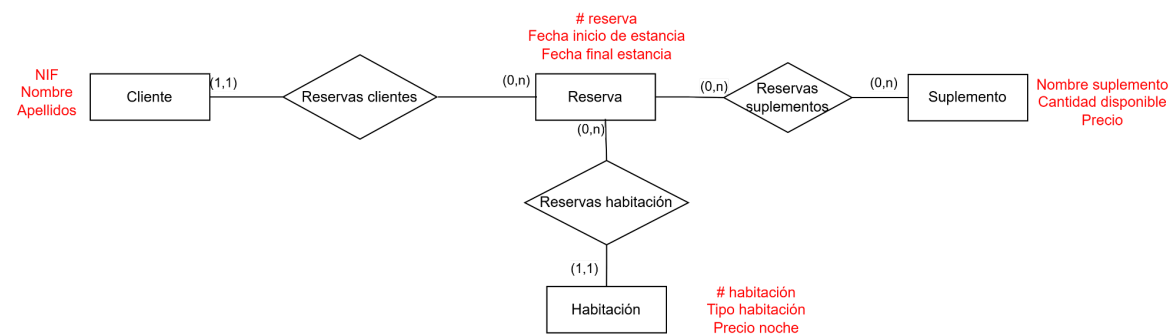 # reserva
Fecha inicio de estancia
Fecha final estancia
NIF
Nombre
Apellidos
Cliente
(1,1)
Reservas clientes
(0,n)
Reserva
(0,n)
Reservas
suplementos
(0,n)
Suplemento
Nombre suplemento
Cantidad disponible
Precio
(0,n)
Reservas habitación
(1,1)
Habitación
# habitación
Tipo habitación
Precio noche